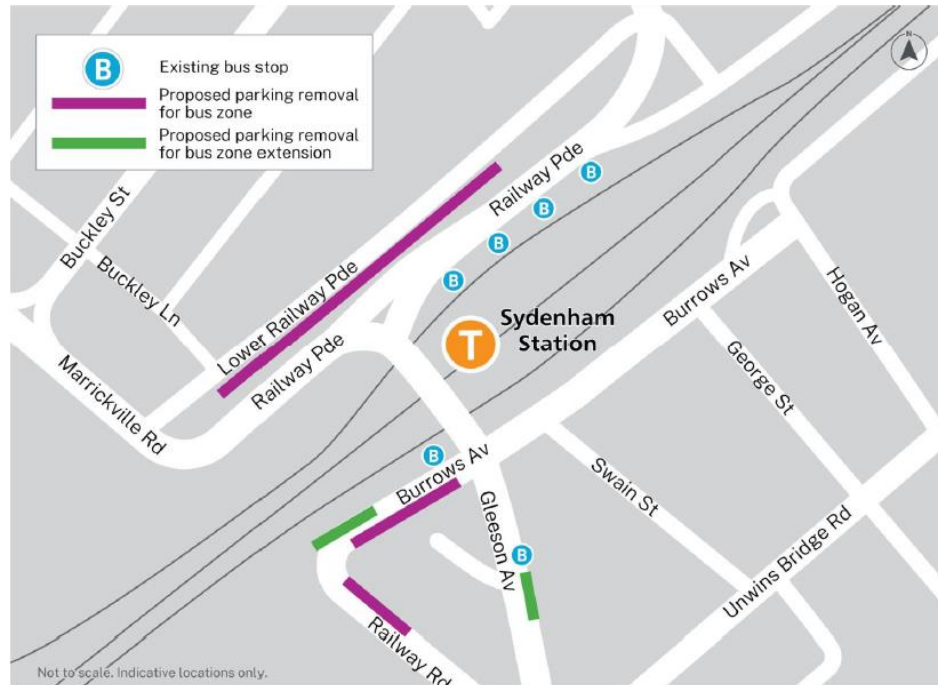 B
Existing bus stop
Proposed parking removal
for bus zone
Proposed parking removal
for bus zone extension
N
Buckley St
Buckley Ln
Marrickville Rd
Lower Railway Pde
Railway Pde
Railway Pde
B
B
B
B
T
Sydenham
Station
Burrows Av
Hogan Av
George St
Swain St
Unwins Bridge Rd
B
Burrows Av
Gleeson Av
B
Railway Rd
Not to scale. Indicative locations only.